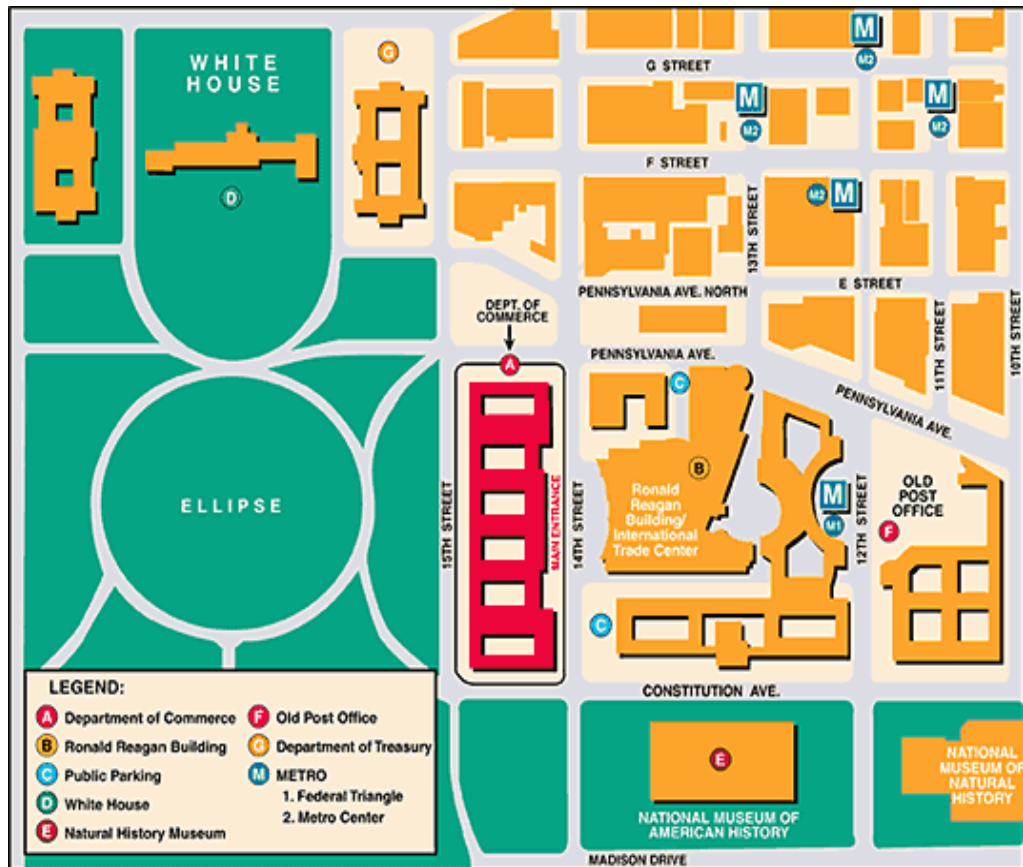 WHITE
HOUSE
G
M
M2
G STREET
M
M2
M
M2
F STREET
D
M2
M
13TH STREET
E STREET
PENNSYLVANIA AVE. NORTH
DEPT. OF
COMMERCE
11TH STREET
10TH STREET
A
PENNSYLVANIA AVE.
C
PENNSYLVANIA AVE.
ELLIPSE
15TH STREET
MAIN ENTRANCE
14TH STREET
B
Ronald
Reagan
Building/
International
Trade Center
M
M1
12TH STREET
OLD
POST
OFFICE
F
C
CONSTITUTION AVE.
LEGEND:
A Department of Commerce
B Ronald Reagan Building
C Public Parking
D White House
E Natural History Museum
F Old Post Office
G Department of Treasury
M METRO
1. Federal Triangle
2. Metro Center
E
NATIONAL MUSEUM OF
AMERICAN HISTORY
NATIONAL
MUSEUM OF
NATURAL
HISTORY
MADISON DRIVE